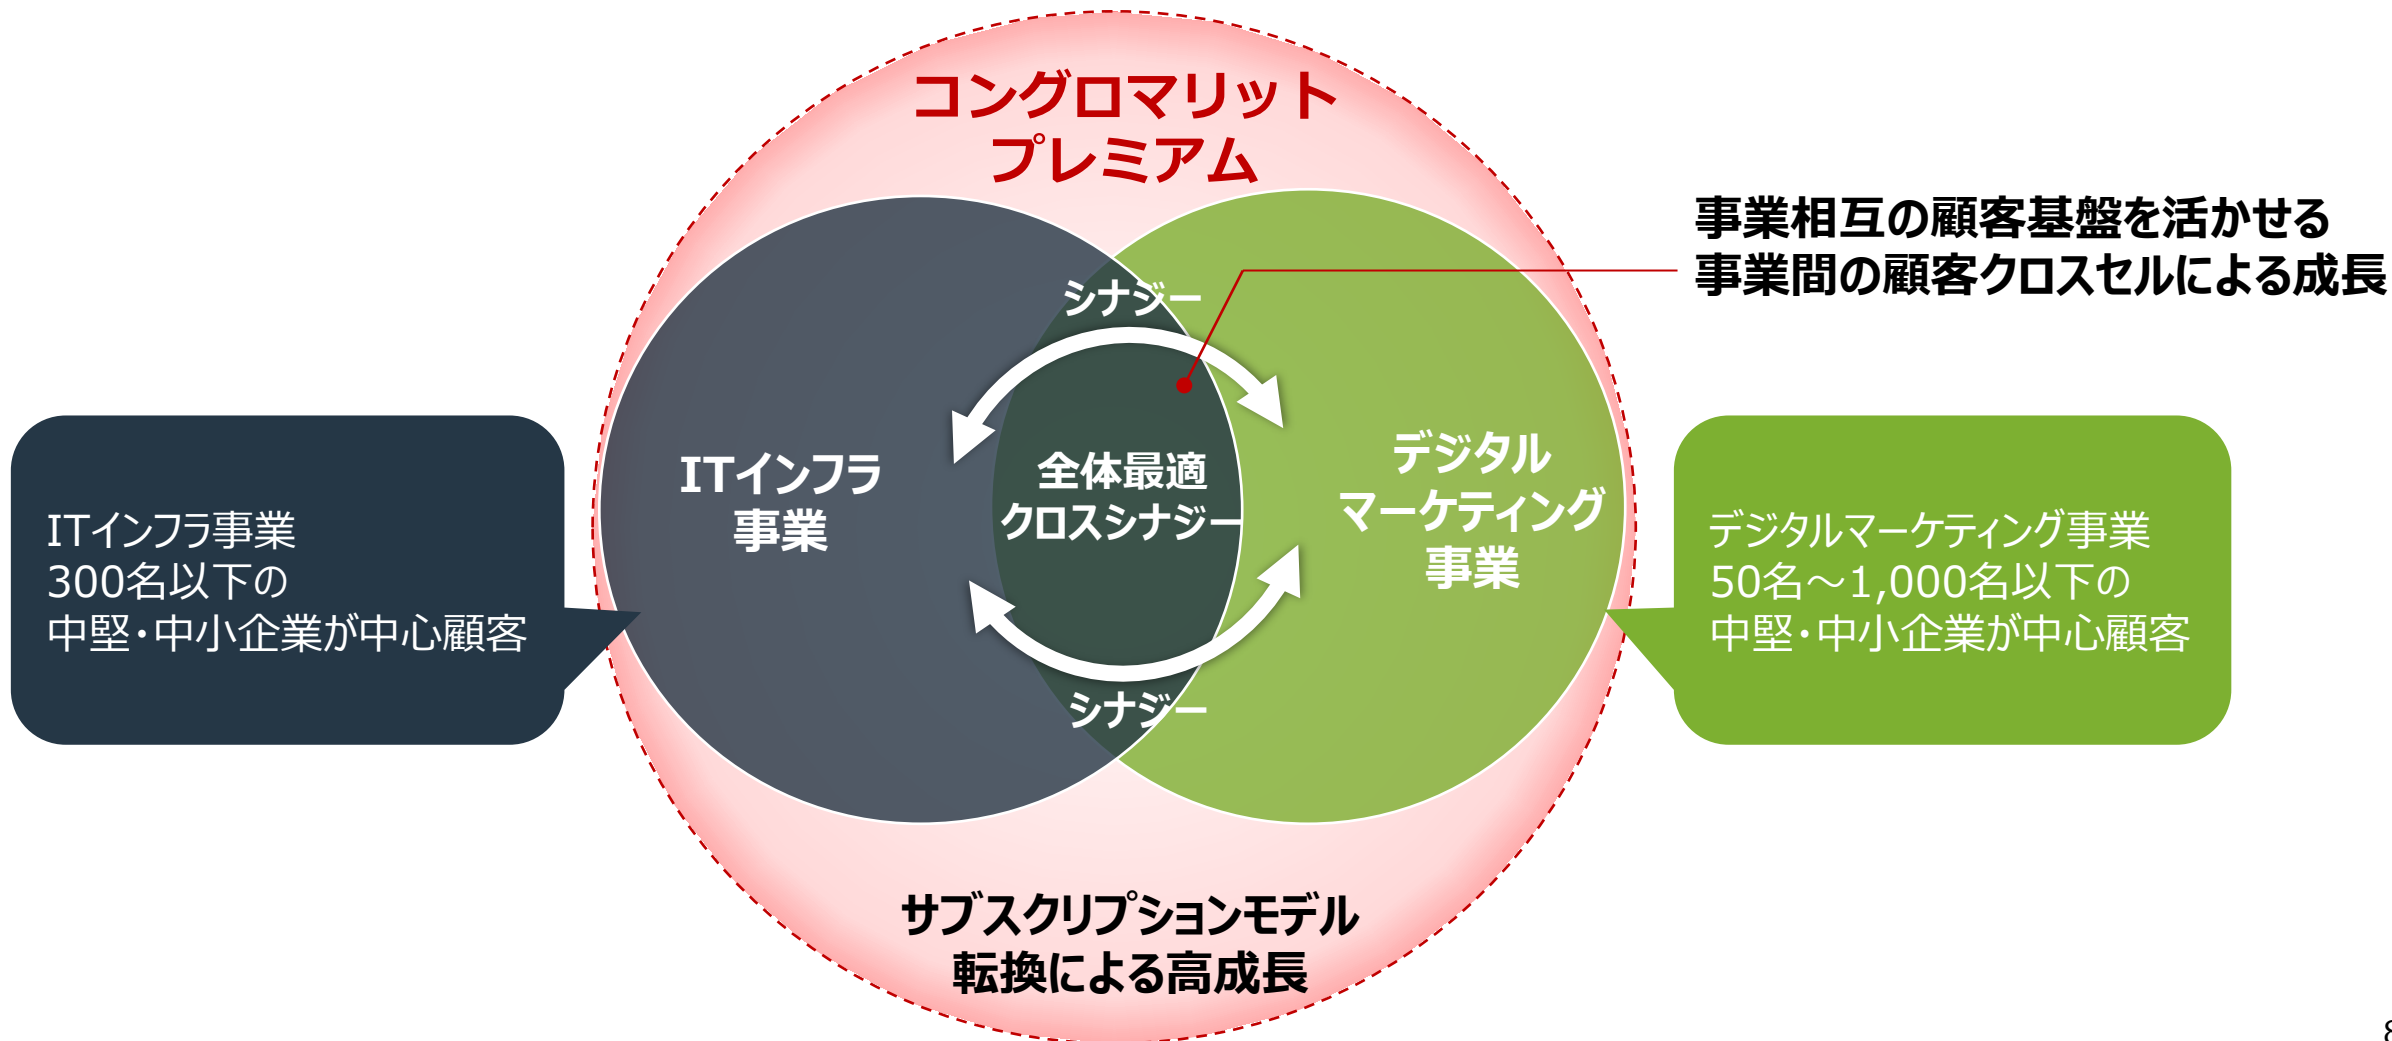 コングロマリット
プレミアム
事業相互の顧客基盤を活かせる
事業間の顧客クロスセルによる成長
シナジー
ITインフラ
事業
全体最適
クロスシナジー
デジタル
マーケティング
事業
ITインフラ事業
300名以下の
中堅・中小企業が中心顧客
デジタルマーケティング事業
50名～1,000名以下の
中堅・中小企業が中心顧客
シナジー
サブスクリプションモデル
転換による高成長